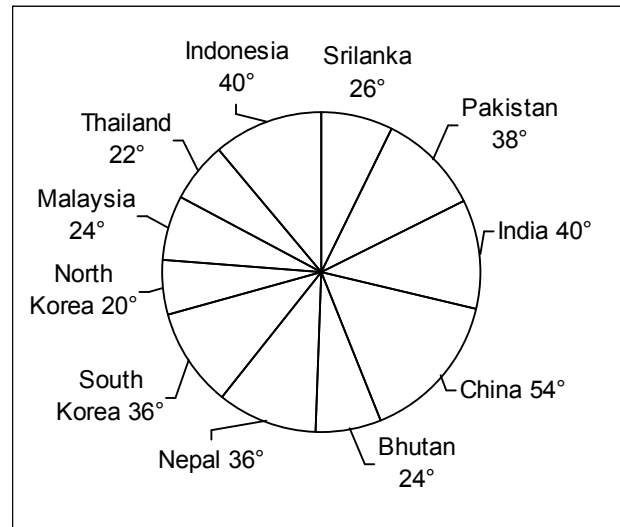 Indonesia
40°
Srilanka
26°
Pakistan
38°
India 40°
China 54°
Bhutan
24°
Nepal 36°
South
Korea 36°
North
Korea 20°
Malaysia
24°
Thailand
22°